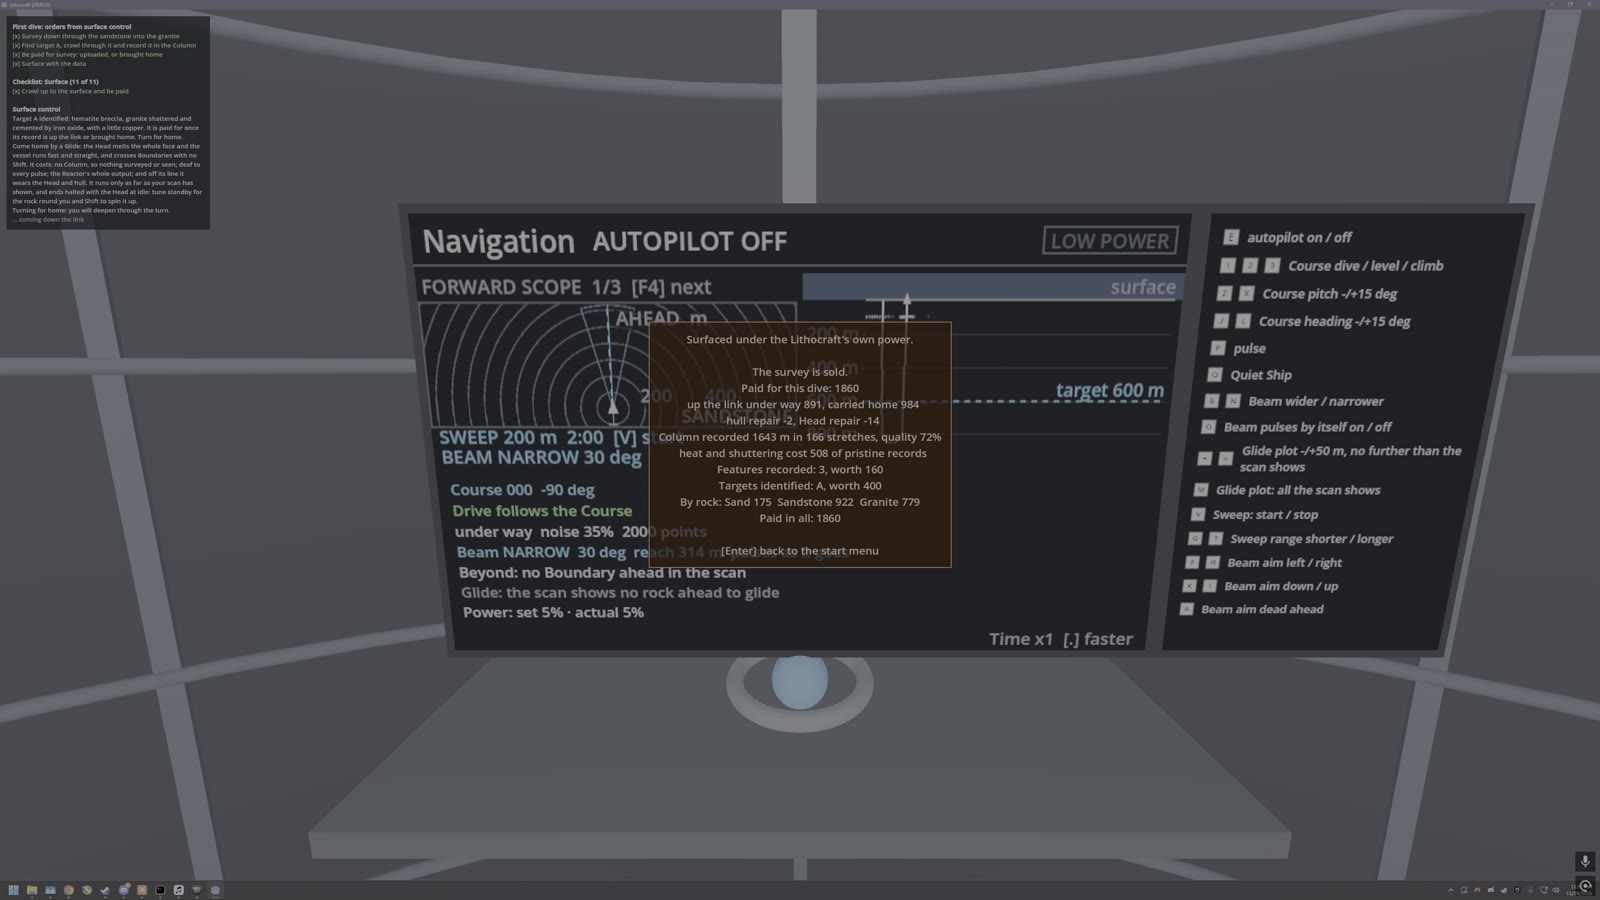 Lithocraft (DEBUG)
First dive: orders from surface control
[x] Survey down through the sandstone into the granite
[x] Find target A, crawl through it and record it in the Column
[x] Be paid for survey: uploaded, or brought home
[x] Surface with the data
Checklist: Surface (11 of 11)
[x] Crawl up to the surface and be paid
Surface control
Target A identified: hematite breccia, granite shattered and
cemented by iron oxide, with a little copper. It is paid for once
its record is up the link or brought home. Turn for home.
Come home by a Glide: the Head melts the whole face and the
vessel runs fast and straight, and crosses Boundaries with no
Shift. It costs: no Column, so nothing surveyed or seen; deaf to
every pulse; the Reactor's whole output; and off its line it
wears the Head and hull. It runs only as far as your scan has
shown, and ends halted with the Head at idle: tune standby for
the rock round you and Shift to spin it up.
Turning for home: you will deepen through the turn.
... coming down the link
Navigation AUTOPILOT OFF
LOW POWER
FORWARD SCOPE 1/3 [F4] next
surface
AHEAD m
200 m
400 m
200 400
SANDSTONE
target 600 m
SWEEP 200 m 2:00 [V]
BEAM NARROW 30 deg
Course 000 -90 deg
Drive follows the Course
under way noise 35% 2000 points
Beam NARROW 30 deg reach 314 m
Beyond: no Boundary ahead in the scan
Glide: the scan shows no rock ahead to glide
Power: set 5% · actual 5%
Time x1 [.] faster
Surfaced under the Lithocraft's own power.
The survey is sold.
Paid for this dive: 1860
up the link under way 891, carried home 984
hull repair -2, Head repair -14
Column recorded 1643 m in 166 stretches, quality 72%
heat and shuttering cost 508 of pristine records
Features recorded: 3, worth 160
Targets identified: A, worth 400
By rock: Sand 175 Sandstone 922 Granite 779
Paid in all: 1860
[Enter] back to the start menu
E autopilot on / off
1 2 3 Course dive / level / climb
Z X Course pitch -/+15 deg
J L Course heading -/+15 deg
P pulse
Quiet Ship
B N Beam wider / narrower
O Beam pulses by itself on / off
- = Glide plot -/+50 m, no further than the
scan shows
M Glide plot: all the scan shows
V Sweep: start / stop
G T Sweep range shorter / longer
F H Beam aim left / right
K I Beam aim down / up
Beam aim dead ahead